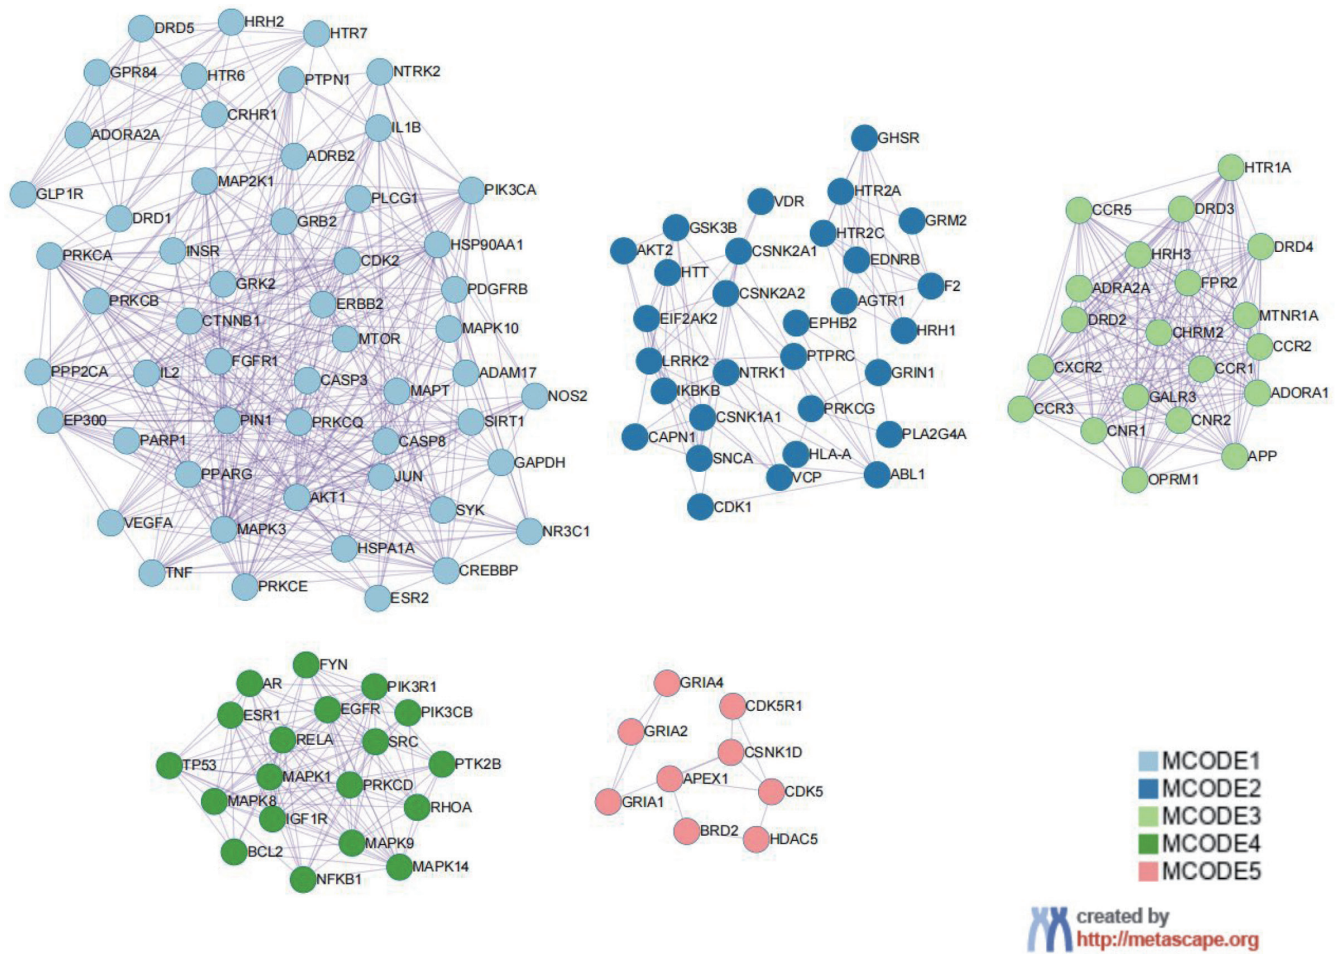 DRD5
HRH2
HTR7
GPR84
HTR6
PTPN1
NTRK2
CRHR1
IL1B
ADORA2A
ADRB2
GLP1R
MAP2K1
PLCG1
PIK3CA
DRD1
GRB2
PRKCA
INSR
CDK2
HSP90AA1
GRK2
PDGFRB
PRKCB
ERBB2
CTNNB1
MTOR
MAPK10
PPP2CA
IL2
FGFR1
CASP3
MAPT
ADAM17
NOS2
EP300
PIN1
PRKCQ
SIRT1
PARP1
CASP8
GAPDH
PPARG
JUN
AKT1
SYK
VEGFA
MAPK3
NR3C1
HSPA1A
TNF
CREBBP
PRKCE
ESR2
GHSR
HTR2A
VDR
GRM2
GSK3B
HTR2C
AKT2
CSNK2A1
EDNRB
HTT
F2
CSNK2A2
AGTR1
EIF2AK2
EPHB2
HRH1
LRRK2
PTPRC
NTRK1
GRIN1
IKBKB
PRKCG
CSNK1A1
CAPN1
PLA2G4A
SNCA
HLA-A
VCP
ABL1
CDK1
HTR1A
CCR5
DRD3
DRD4
HRH3
ADRA2A
FPR2
DRD2
MTNR1A
CHRM2
CCR2
CXCR2
CCR1
GALR3
ADORA1
CCR3
CNR1
CNR2
APP
OPRM1
FYN
AR
PIK3R1
ESR1
EGFR
PIK3CB
RELA
SRC
TP53
PTK2B
MAPK1
PRKCD
MAPK8
RHOA
IGF1R
BCL2
MAPK9
MAPK14
NFKB1
GRIA4
CDK5R1
GRIA2
CSNK1D
APEX1
CDK5
GRIA1
BRD2
HDAC5
MCODE1
MCODE2
MCODE3
MCODE4
MCODE5
created by
http://metascape.org